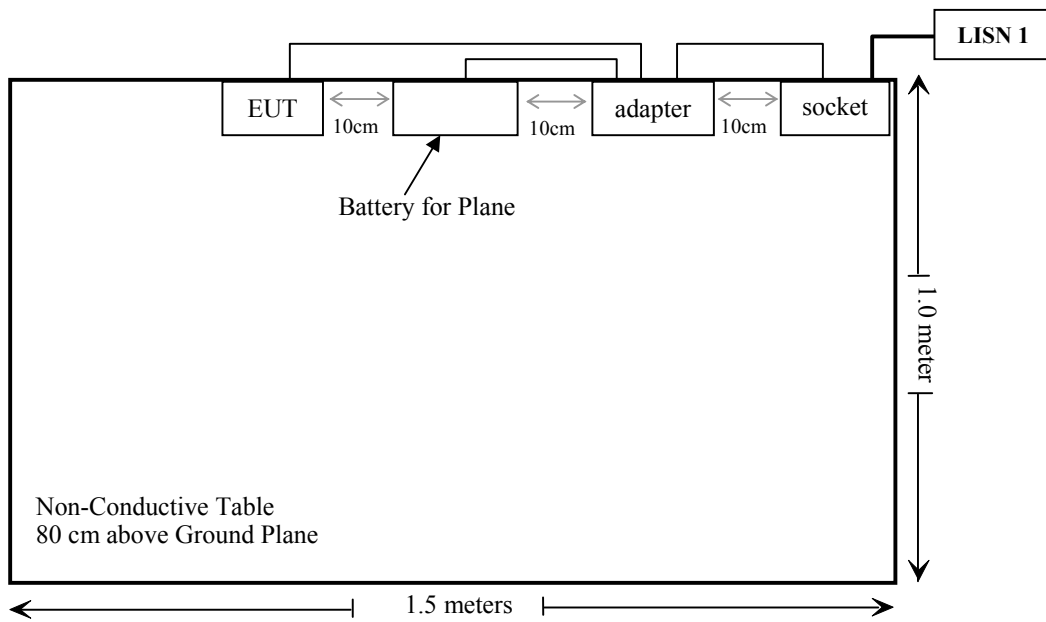 LISN 1
EUT
adapter
socket
10cm
10cm
10cm
Battery for Plane
1.0 meter
Non-Conductive Table
80 cm above Ground Plane
1.5 meters